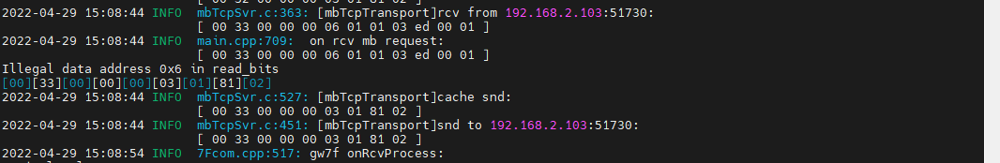 2022-04-29 15:08:44 INFO  mbTcpSvr.c:363: [mbTcpTransport]rcv from 192.168.2.103:51730:
[ 00 33 00 00 00 06 01 01 03 ed 00 01 ]
2022-04-29 15:08:44 INFO  main.cpp:709:  on rcv mb request:
[ 00 33 00 00 00 06 01 01 03 ed 00 01 ]
Illegal data address 0x6 in read_bits
[00][33][00][00][00][03][01][81][02]
2022-04-29 15:08:44 INFO  mbTcpSvr.c:527: [mbTcpTransport]cache snd:
[ 00 33 00 00 00 03 01 81 02 ]
2022-04-29 15:08:44 INFO  mbTcpSvr.c:451: [mbTcpTransport]snd to 192.168.2.103:51730:
[ 00 33 00 00 00 03 01 81 02 ]
2022-04-29 15:08:54 INFO  7Fcom.cpp:517: gw7f onRcvProcess: